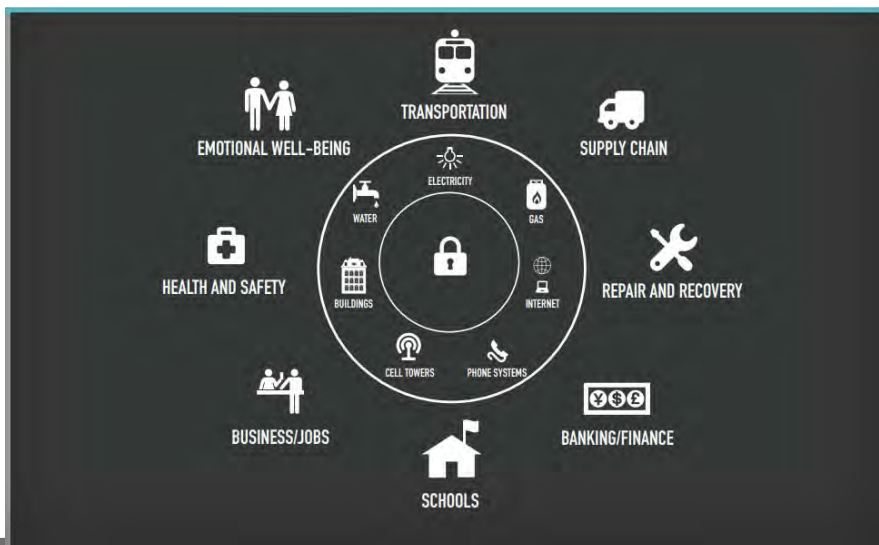 TRANSPORTATION
EMOTIONAL WELL-BEING
SUPPLY CHAIN
ELECTRICITY
WATER
GAS
HEALTH AND SAFETY
BUILDINGS
INTERNET
REPAIR AND RECOVERY
CELL TOWERS
PHONE SYSTEMS
BUSINESS/JOBS
¥ $ £
BANKING/FINANCE
SCHOOLS